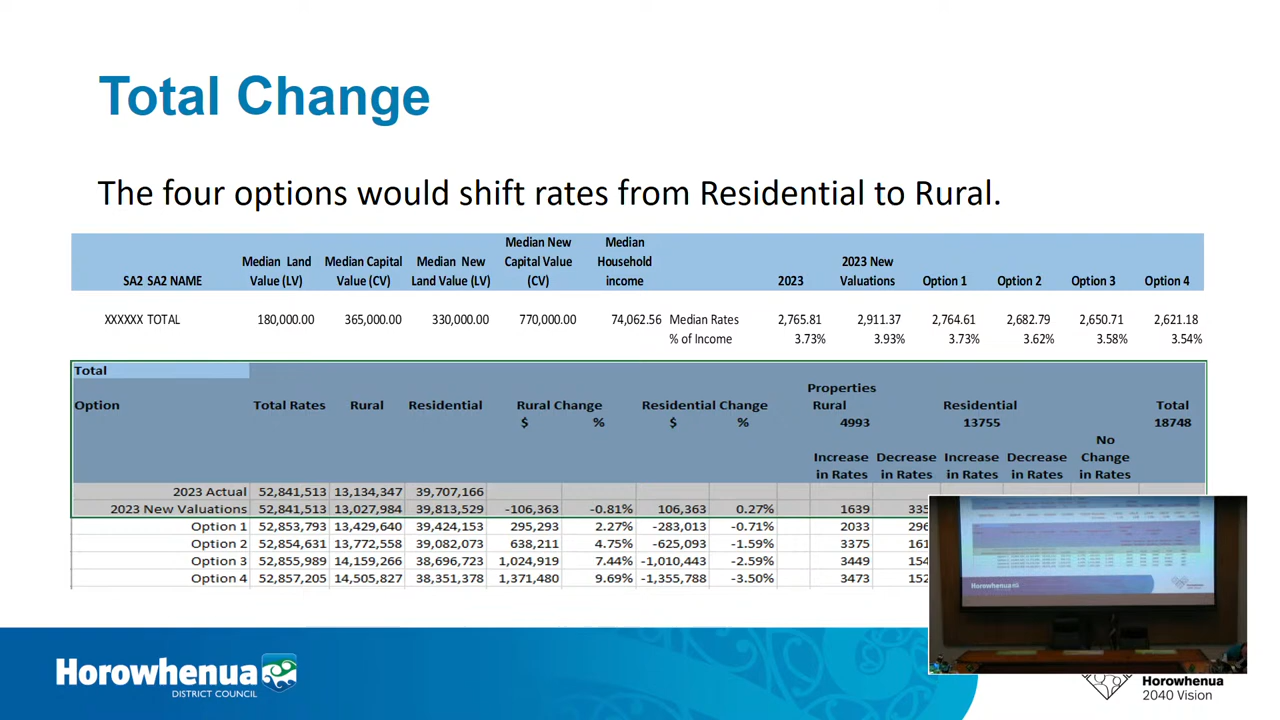 Total Change
The four options would shift rates from Residential to Rural.
SA2 SA2 NAME Median Land Value (LV) Median Capital Value (CV) Median New Land Value (LV) Median New Capital Value (CV) Median Household income 2023 2023 New Valuations Option 1 Option 2 Option 3 Option 4
XXXXXX TOTAL 180,000.00 365,000.00 330,000.00 770,000.00 74,062.56 Median Rates 2,765.81 2,911.37 2,764.61 2,682.79 2,650.71 2,621.18
% of Income 3.73% 3.93% 3.73% 3.62% 3.58% 3.54%
Total
Properties
Option Total Rates Rural Residential Rural Change Residential Change Rural Residential Total
$ % $ % 4993 13755 18748
Increase in Rates Decrease in Rates Increase in Rates Decrease in Rates No Change in Rates
2023 Actual 52,841,513 13,134,347 39,707,166
2023 New Valuations 52,841,513 13,027,984 39,813,529 -106,363 -0.81% 106,363 0.27% 1639 335
Option 1 52,853,793 13,429,640 39,424,153 295,293 2.27% -283,013 -0.71% 2033 296
Option 2 52,854,631 13,772,558 39,082,073 638,211 4.75% -625,093 -1.59% 3375 161
Option 3 52,855,989 14,159,266 38,696,723 1,024,919 7.44% -1,010,443 -2.59% 3449 154
Option 4 52,857,205 14,505,827 38,351,378 1,371,480 9.69% -1,355,788 -3.50% 3473 152
Horowhenua
DISTRICT COUNCIL
Horowhenua
Horowhenua
2040 Vision